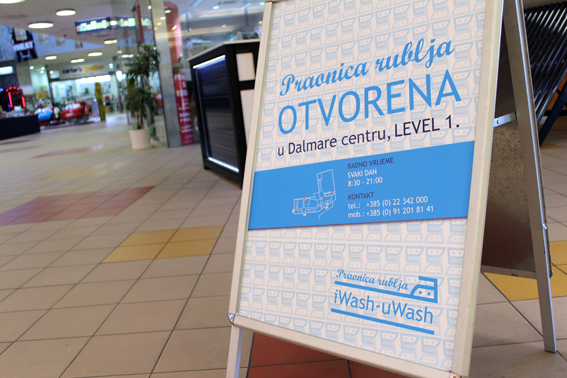 Praonica rublja
OTVORENA
u Dalmare centru, LEVEL 1.
RADNO VRIJEME
SVAKI DAN
8:30 - 21:00
KONTAKT
tel.: +385 (0) 22 342 000
mob.: +385 (0) 91 201 81 41
Praonica rublja
iWash-uWash